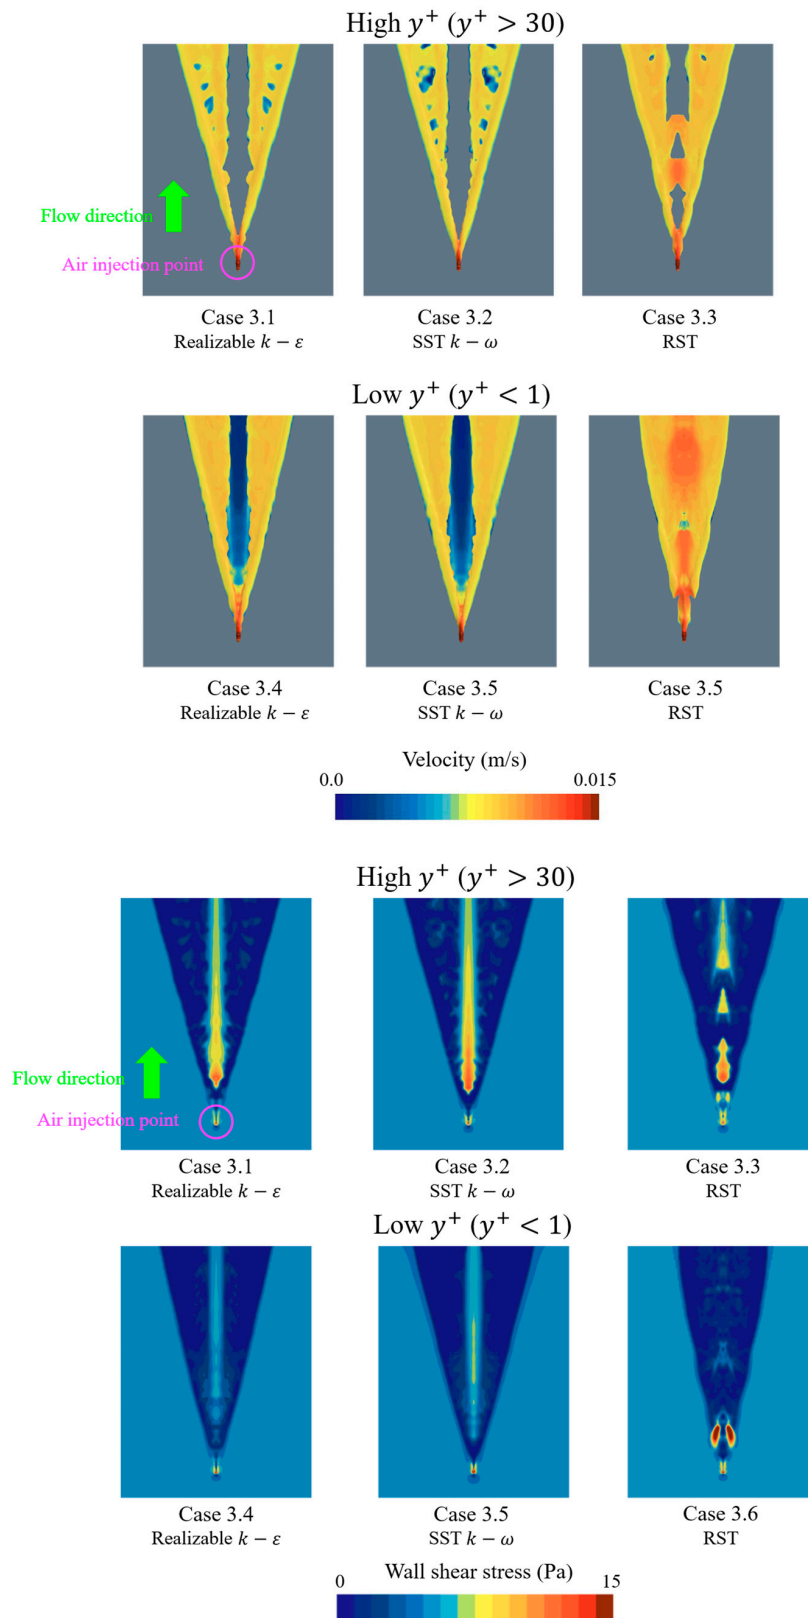 High y⁺ (y⁺ > 30)
Flow direction
Air injection point
Case 3.1
Realizable k − ε
Case 3.2
SST k − ω
Case 3.3
RST
Low y⁺ (y⁺ < 1)
Case 3.4
Realizable k − ε
Case 3.5
SST k − ω
Case 3.5
RST
Velocity (m/s)
0.0
0.015
High y⁺ (y⁺ > 30)
Flow direction
Air injection point
Case 3.1
Realizable k − ε
Case 3.2
SST k − ω
Case 3.3
RST
Low y⁺ (y⁺ < 1)
Case 3.4
Realizable k − ε
Case 3.5
SST k − ω
Case 3.6
RST
Wall shear stress (Pa)
0
15